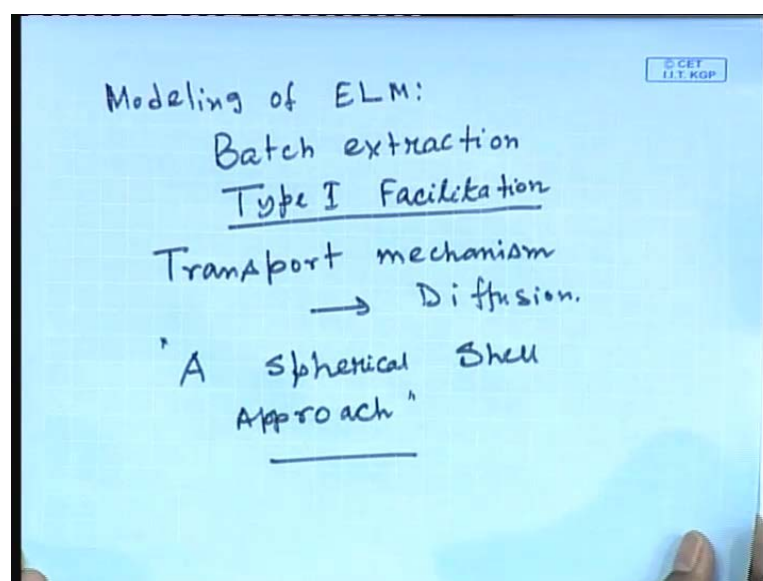 © CET
I.I.T. KGP
Modeling of ELM:
Batch extraction
Type I Facilitation
Transport mechanism
→ Diffusion.
"A Spherical Shell
Approach"